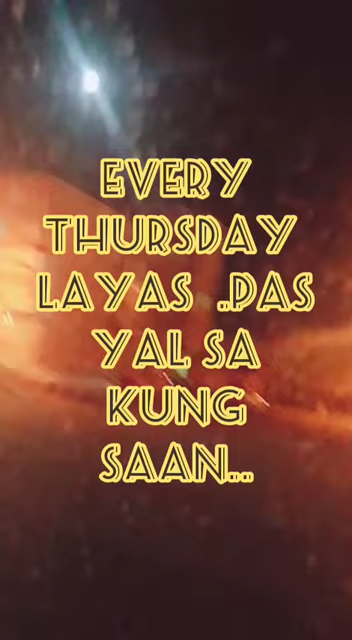 EVERY
THURSDAY
LAYAS .PAS
YAL SA
KUNG
SAAN...